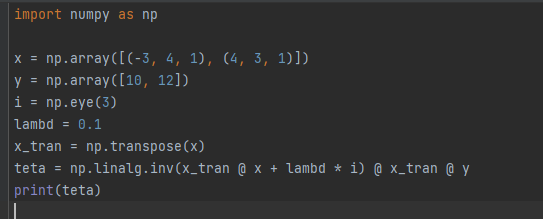 import numpy as np
x = np.array([(-3, 4, 1), (4, 3, 1)])
y = np.array([10, 12])
i = np.eye(3)
lambd = 0.1
x_tran = np.transpose(x)
teta = np.linalg.inv(x_tran @ x + lambd * i) @ x_tran @ y
print(teta)